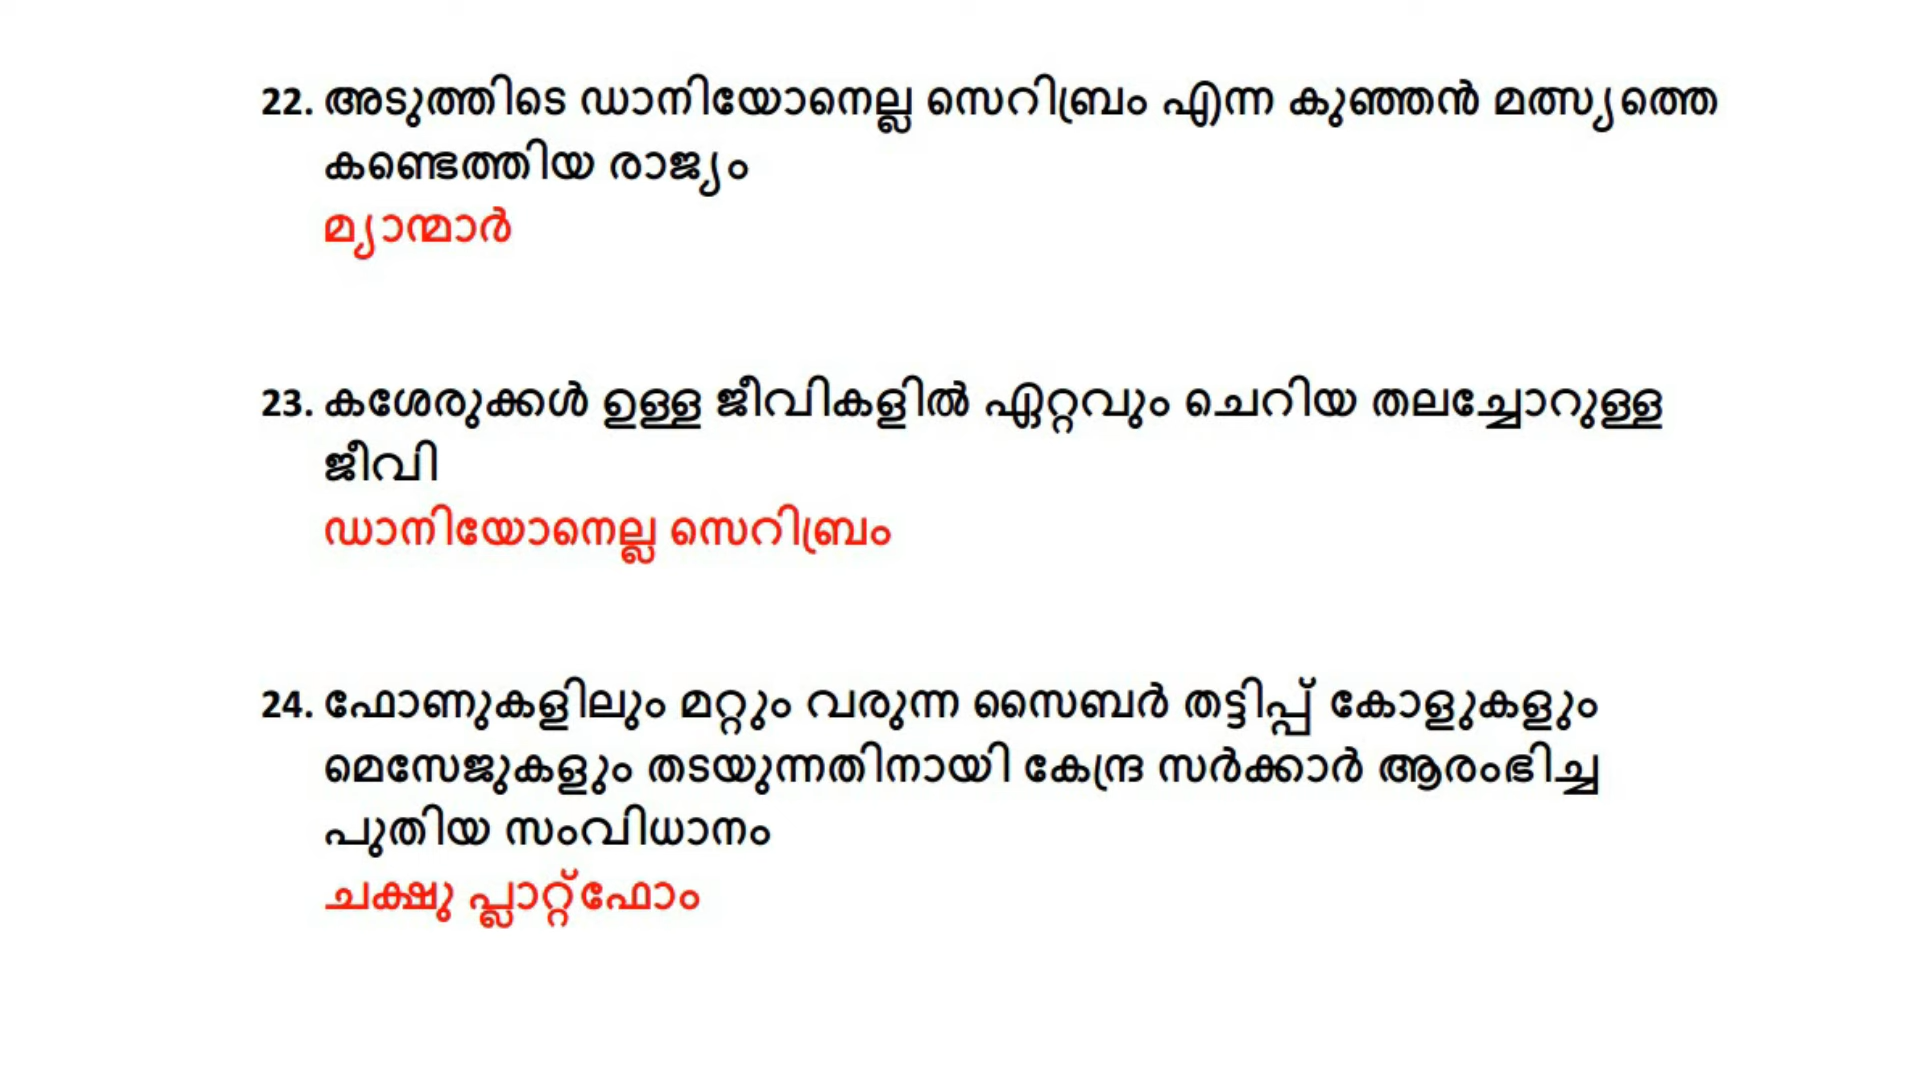 22. അടുത്തിടെ ഡാനിയോനെല്ല സെറിബ്രം എന്ന കുഞ്ഞൻ മത്സ്യത്തെ
കണ്ടെത്തിയ രാജ്യം
മ്യാന്മാർ
23. കശേരുക്കൾ ഉള്ള ജീവികളിൽ ഏറ്റവും ചെറിയ തലച്ചോറുള്ള
ജീവി
ഡാനിയോനെല്ല സെറിബ്രം
24. ഫോണുകളിലും മറ്റും വരുന്ന സൈബർ തട്ടിപ്പ് കോളുകളും
മെസേജുകളും തടയുന്നതിനായി കേന്ദ്ര സർക്കാർ ആരംഭിച്ച
പുതിയ സംവിധാനം
ചക്ഷു പ്ലാറ്റ്ഫോം